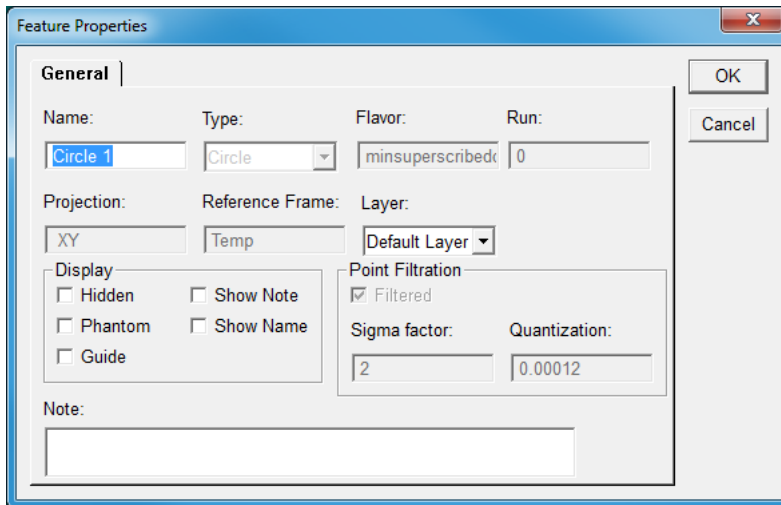 Feature Properties
General
OK
Cancel
Name: Type: Flavor: Run:
Circle 1 Circle minsuperscribedc 0
Projection: Reference Frame: Layer:
XY Temp Default Layer
Display Point Filtration
Hidden Show Note Filtered
Phantom Show Name Sigma factor: Quantization:
Guide 2 0.00012
Note: